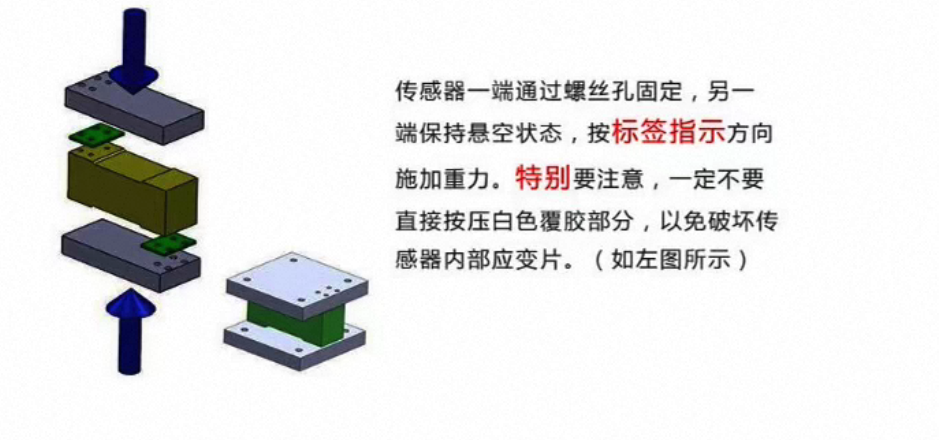 传感器一端通过螺丝孔固定，另一
端保持悬空状态，按标签指示方向
施加重力。特别要注意，一定不要
直接按压白色覆胶部分，以免破坏传
感器内部应变片。（如左图所示）